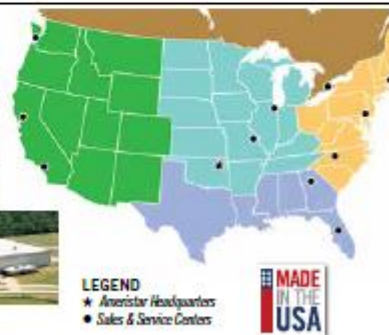 LEGEND
★ Ameristar Headquarters
● Sales & Service Centers
MADE
IN THE
USA